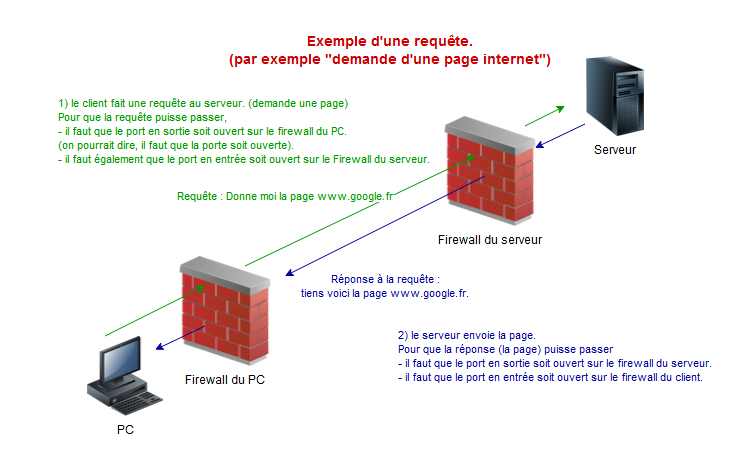 Exemple d'une requête.
(par exemple "demande d'une page internet")
1) le client fait une requête au serveur. (demande une page)
Pour que la requête puisse passer,
- il faut que le port en sortie soit ouvert sur le firewall du PC.
(on pourrait dire, il faut que la porte soit ouverte).
- il faut également que le port en entrée soit ouvert sur le Firewall du serveur.
Serveur
Requête : Donne moi la page www.google.fr
Firewall du serveur
Réponse à la requête :
tiens voici la page www.google.fr.
2) le serveur envoie la page.
Pour que la réponse (la page) puisse passer
- il faut que le port en sortie soit ouvert sur le firewall du serveur.
- il faut que le port en entrée soit ouvert sur le firewall du client.
Firewall du PC
PC